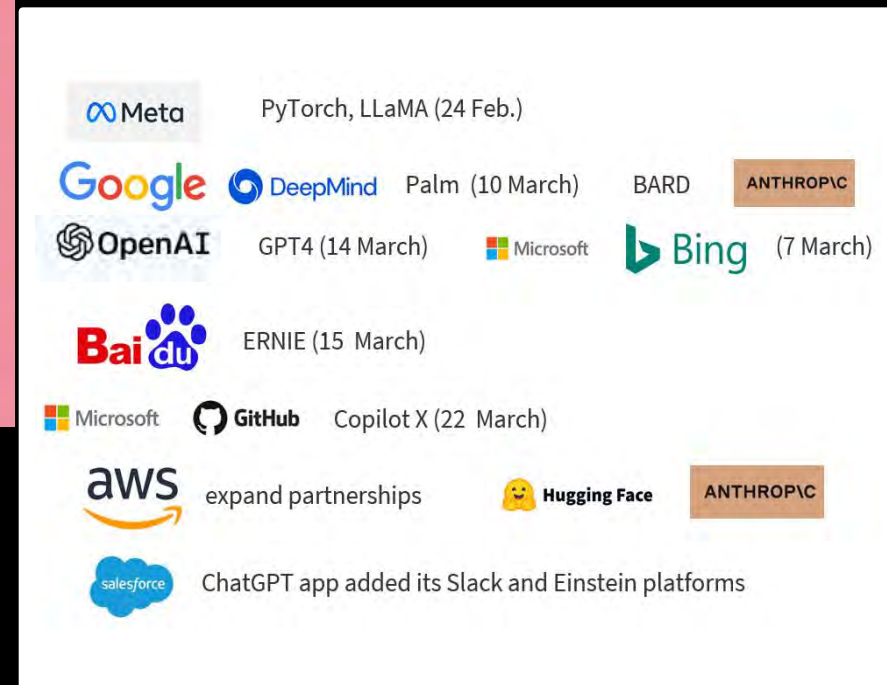 Meta PyTorch, LLaMA (24 Feb.)
Google DeepMind Palm (10 March) BARD ANTHROP\C
OpenAI GPT4 (14 March) Microsoft Bing (7 March)
Baidu ERNIE (15 March)
Microsoft GitHub Copilot X (22 March)
aws expand partnerships Hugging Face ANTHROP\C
salesforce ChatGPT app added its Slack and Einstein platforms